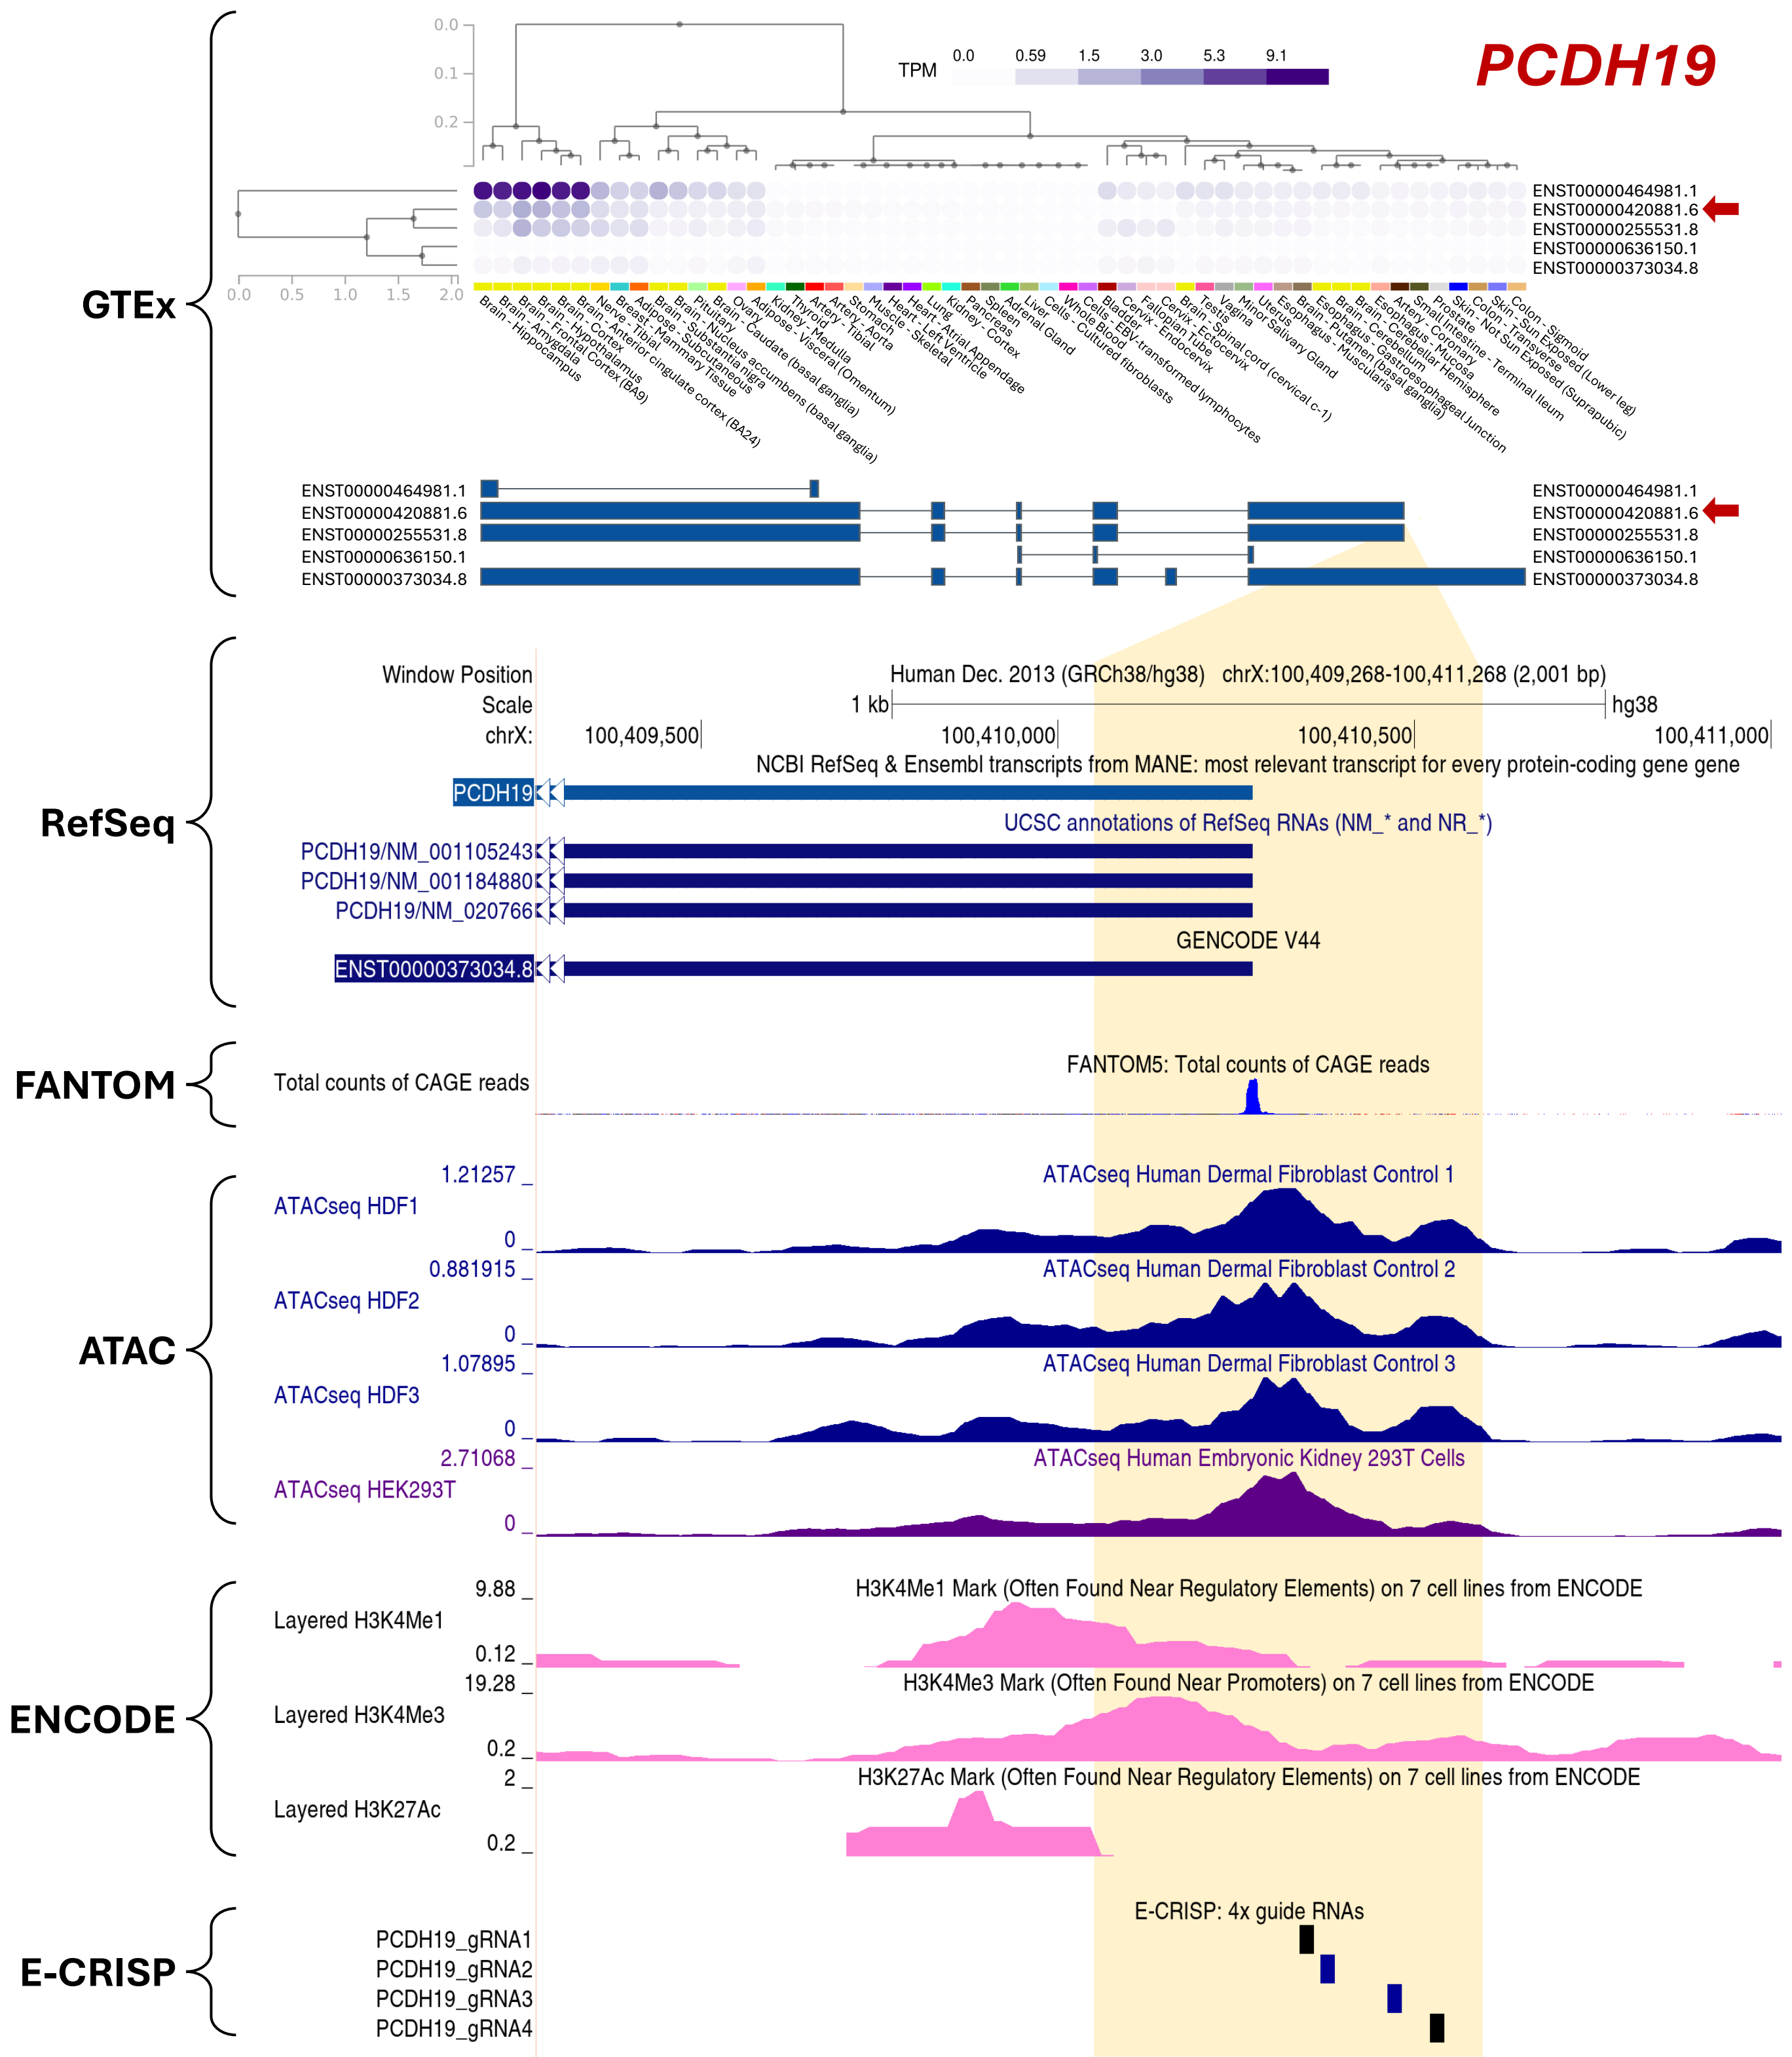 PCDH19
GTEx
0.0
0.1
0.2
TPM
0.0 0.59 1.5 3.0 5.3 9.1
ENST00000464981.1
ENST00000420881.6
ENST00000255531.8
ENST00000636150.1
ENST00000373034.8
0.0 0.5 1.0 1.5 2.0
Brain - Hippocampus
Brain - Amygdala
Brain - Frontal Cortex (BA9)
Brain - Hypothalamus
Brain - Cortex
Brain - Anterior cingulate cortex (BA24)
Nerve - Tibial
Breast - Mammary Tissue
Adipose - Subcutaneous
Brain - Substantia nigra
Brain - Nucleus accumbens (basal ganglia)
Pituitary
Brain - Caudate (basal ganglia)
Ovary
Adipose - Visceral (Omentum)
Kidney - Medulla
Thyroid
Artery - Tibial
Artery - Aorta
Stomach
Muscle - Skeletal
Heart - Left Ventricle
Heart - Atrial Appendage
Lung
Kidney - Cortex
Pancreas
Spleen
Adrenal Gland
Liver
Cells - Cultured fibroblasts
Whole Blood
Cells - EBV-transformed lymphocytes
Bladder
Cervix - Endocervix
Fallopian Tube
Cervix - Ectocervix
Brain - Spinal cord (cervical c-1)
Testis
Vagina
Minor Salivary Gland
Uterus
Esophagus - Muscularis
Brain - Putamen (basal ganglia)
Esophagus - Gastroesophageal Junction
Brain - Cerebellum
Brain - Cerebellar Hemisphere
Esophagus - Mucosa
Artery - Coronary
Small Intestine - Terminal Ileum
Prostate
Skin - Not Sun Exposed (Suprapubic)
Colon - Transverse
Skin - Sun Exposed (Lower leg)
Colon - Sigmoid
ENST00000464981.1 ENST00000464981.1
ENST00000420881.6 ENST00000420881.6
ENST00000255531.8 ENST00000255531.8
ENST00000636150.1 ENST00000636150.1
ENST00000373034.8 ENST00000373034.8
RefSeq
Window Position Human Dec. 2013 (GRCh38/hg38) chrX:100,409,268-100,411,268 (2,001 bp)
Scale 1 kb hg38
chrX: 100,409,500 100,410,000 100,410,500 100,411,000
NCBI RefSeq & Ensembl transcripts from MANE: most relevant transcript for every protein-coding gene gene
PCDH19
UCSC annotations of RefSeq RNAs (NM_* and NR_*)
PCDH19/NM_001105243
PCDH19/NM_001184880
PCDH19/NM_020766
GENCODE V44
ENST00000373034.8
FANTOM
FANTOM5: Total counts of CAGE reads
Total counts of CAGE reads
ATAC
1.21257 _ ATACseq Human Dermal Fibroblast Control 1
ATACseq HDF1
0 _
0.881915 _ ATACseq Human Dermal Fibroblast Control 2
ATACseq HDF2
0 _
1.07895 _ ATACseq Human Dermal Fibroblast Control 3
ATACseq HDF3
0 _
2.71068 _ ATACseq Human Embryonic Kidney 293T Cells
ATACseq HEK293T
0 _
ENCODE
9.88 _ H3K4Me1 Mark (Often Found Near Regulatory Elements) on 7 cell lines from ENCODE
Layered H3K4Me1
0.12 _
19.28 _ H3K4Me3 Mark (Often Found Near Promoters) on 7 cell lines from ENCODE
Layered H3K4Me3
0.2 _
2 _ H3K27Ac Mark (Often Found Near Regulatory Elements) on 7 cell lines from ENCODE
Layered H3K27Ac
0.2 _
E-CRISP
E-CRISP: 4x guide RNAs
PCDH19_gRNA1
PCDH19_gRNA2
PCDH19_gRNA3
PCDH19_gRNA4